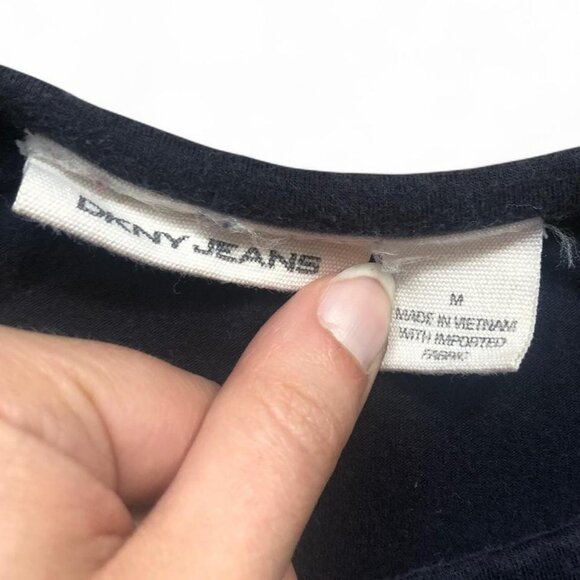 DKNY JEANS
M
MADE IN VIETNAM
WITH IMPORTED
FABRIC